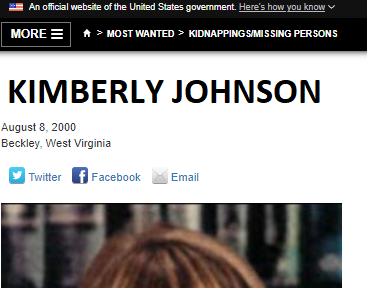 An official website of the United States government. Here's how you know
MORE > MOST WANTED > KIDNAPPINGS/MISSING PERSONS
KIMBERLY JOHNSON
August 8, 2000
Beckley, West Virginia
Twitter Facebook Email